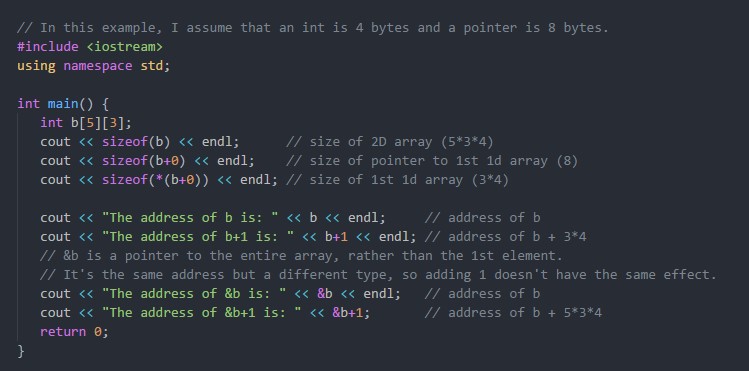 // In this example, I assume that an int is 4 bytes and a pointer is 8 bytes.
#include <iostream>
using namespace std;

int main() {
   int b[5][3];
   cout << sizeof(b) << endl;      // size of 2D array (5*3*4)
   cout << sizeof(b+0) << endl;    // size of pointer to 1st 1d array (8)
   cout << sizeof(*(b+0)) << endl; // size of 1st 1d array (3*4)

   cout << "The address of b is: " << b << endl;     // address of b
   cout << "The address of b+1 is: " << b+1 << endl; // address of b + 3*4
   // &b is a pointer to the entire array, rather than the 1st element.
   // It's the same address but a different type, so adding 1 doesn't have the same effect.
   cout << "The address of &b is: " << &b << endl;   // address of b
   cout << "The address of &b+1 is: " << &b+1;       // address of b + 5*3*4
   return 0;
}